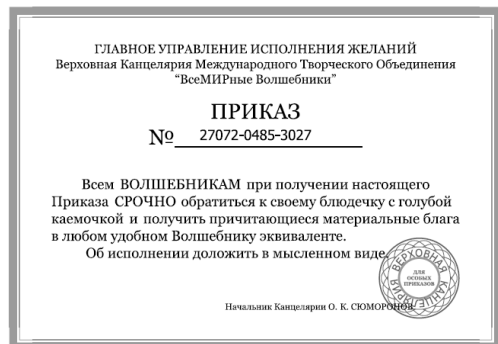 ГЛАВНОЕ УПРАВЛЕНИЕ ИСПОЛНЕНИЯ ЖЕЛАНИЙ
Верховная Канцелярия Международного Творческого Объединения
“ВсеМИРные Волшебники”
ПРИКАЗ
№ 27072-0485-3027
Всем ВОЛШЕБНИКАМ при получении настоящего
Приказа СРОЧНО обратиться к своему блюдечку с голубой
каемочкой и получить причитающиеся материальные блага
в любом удобном Волшебнику эквиваленте.
Об исполнении доложить в мысленном виде.
ВЕРХОВНАЯ КАНЦЕЛЯРИЯ
ДЛЯ
ОСОБЫХ
ПРИКАЗОВ
Начальник Канцелярии О. К. СЮМОРОНОВ